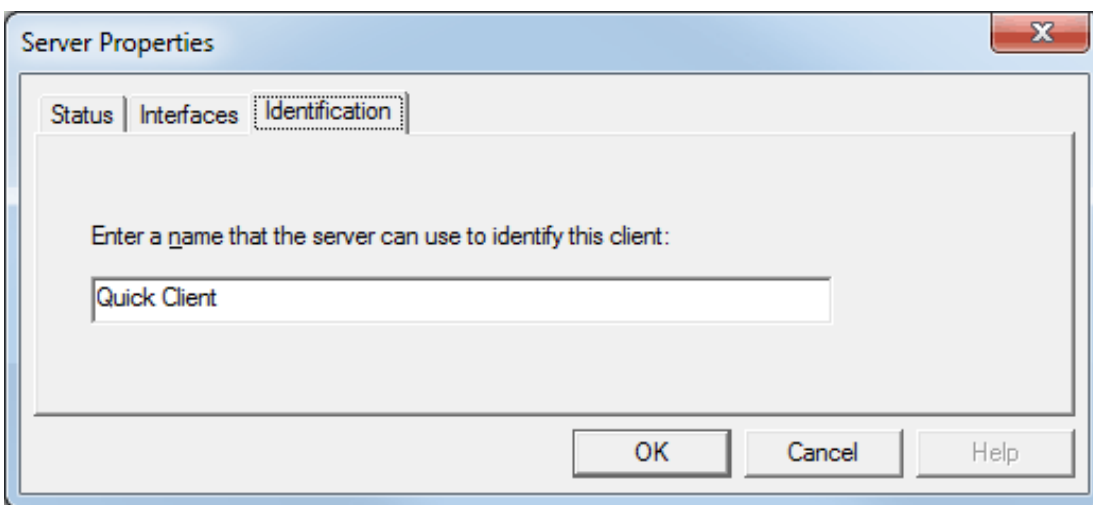 Server Properties
Status Interfaces Identification
Enter a name that the server can use to identify this client:
Quick Client
OK Cancel Help